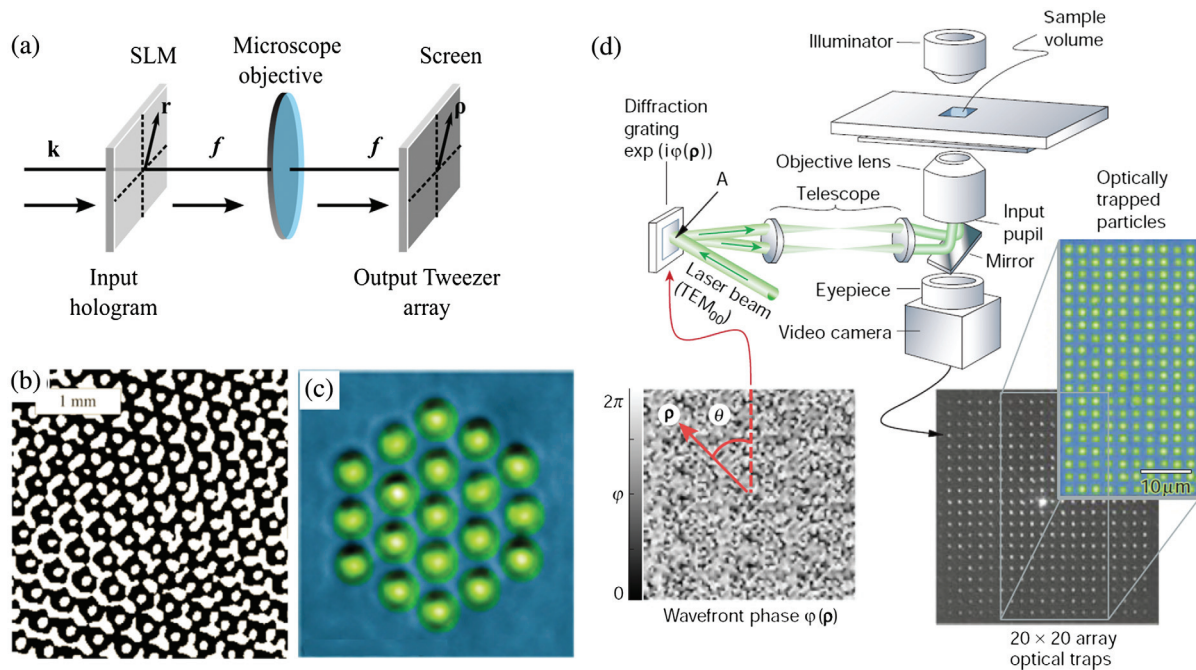 (a)
SLM
Microscope
objective
Screen
r
ρ
k
f
f
Input
hologram
Output Tweezer
array
(b)
1 mm
(c)
(d)
Illuminator
Sample
volume
Diffraction
grating
exp (iφ(ρ))
A
Objective lens
Telescope
Input
pupil
Mirror
Optically
trapped
particles
Laser beam
(TEM₀₀)
Eyepiece
Video camera
10μm
2π
φ
0
ρ
θ
Wavefront phase φ(ρ)
20 × 20 array
optical traps